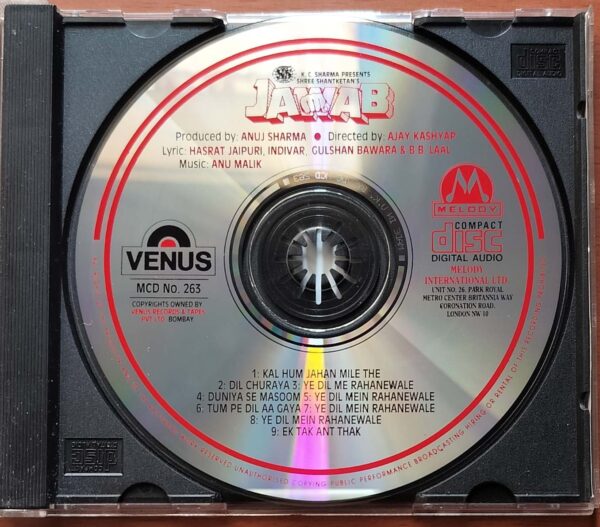 COMPACT
disc
DIGITAL AUDIO
K. C. SHARMA PRESENTS
SHREE SHANTKETAN'S
JAWAB
Produced by: ANUJ SHARMA ● Directed by: AJAY KASHYAP
Lyric: HASRAT JAIPURI, INDIVAR, GULSHAN BAWARA & B.B. LAAL
Music: ANU MALIK
VENUS
MCD No. 263
COPYRIGHTS OWNED BY
VENUS RECORDS & TAPES
PVT LTD BOMBAY
MELODY
COMPACT
disc
DIGITAL AUDIO
MELODY
INTERNATIONAL LTD.
UNIT NO. 26, PARK ROYAL
METRO CENTER BRITANNIA WAY
KORONATION ROAD,
LONDON NW 10
1: KAL HUM JAHAN MILE THE
2: DIL CHURAYA 3: YE DIL ME RAHANEWALE
4: DUNIYA SE MASOOM 5: YE DIL MEIN RAHANEWALE
6: TUM PE DIL AA GAYA 7: YE DIL MEIN RAHANEWALE
8: YE DIL MEIN RAHANEWALE
9: EK TAK ANT THAK
RESERVED UNAUTHORISED COPYING PUBLIC PERFORMANCE BROADCASTING HIRING OR RENTAL OF THIS RECORDING
COMPACT
disc
DIGITAL AUDIO